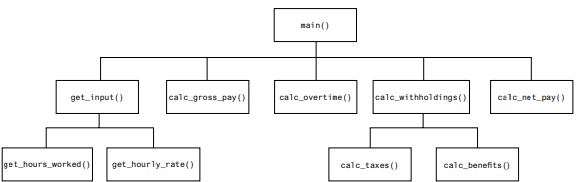 main()
get_input()
calc_gross_pay()
calc_overtime()
calc_withholdings()
calc_net_pay()
get_hours_worked()
get_hourly_rate()
calc_taxes()
calc_benefits()